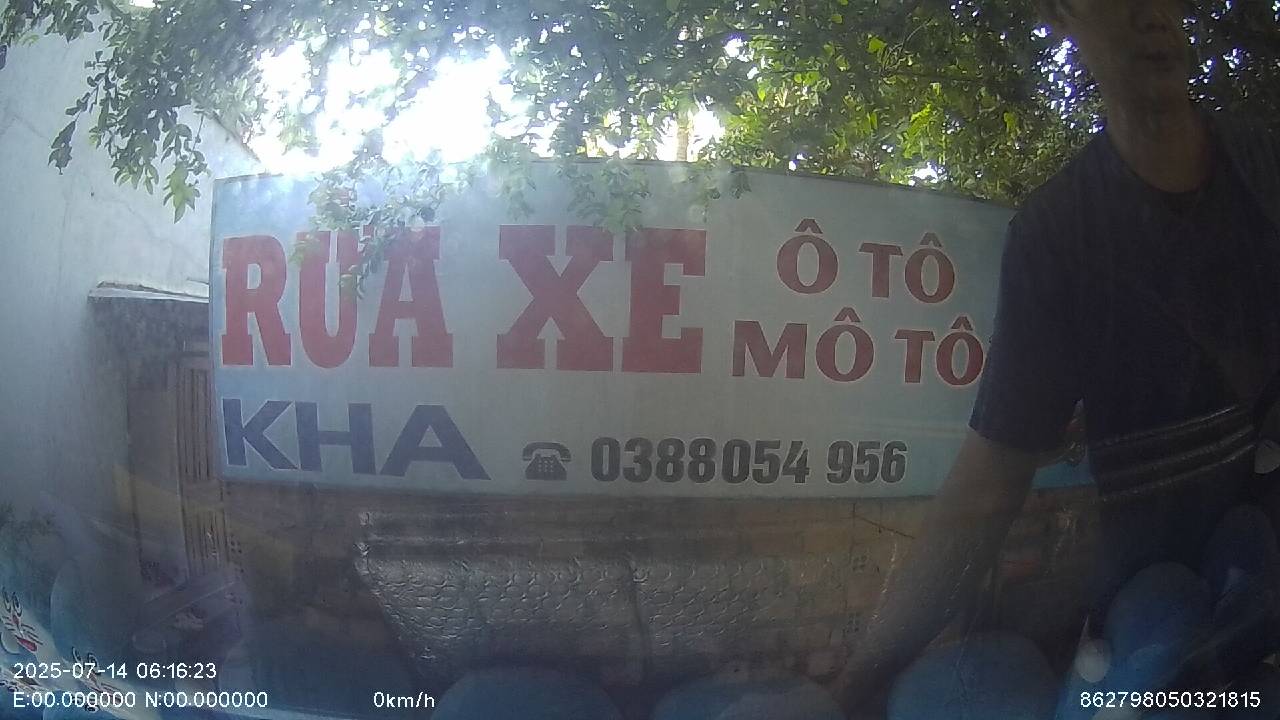 RỬA XE Ô TÔ
MÔ TÔ
KHA ☎ 0388054 956
2025-07-14 06:16:23
E:00.000000 N:00.000000 0km/h 862798050321815